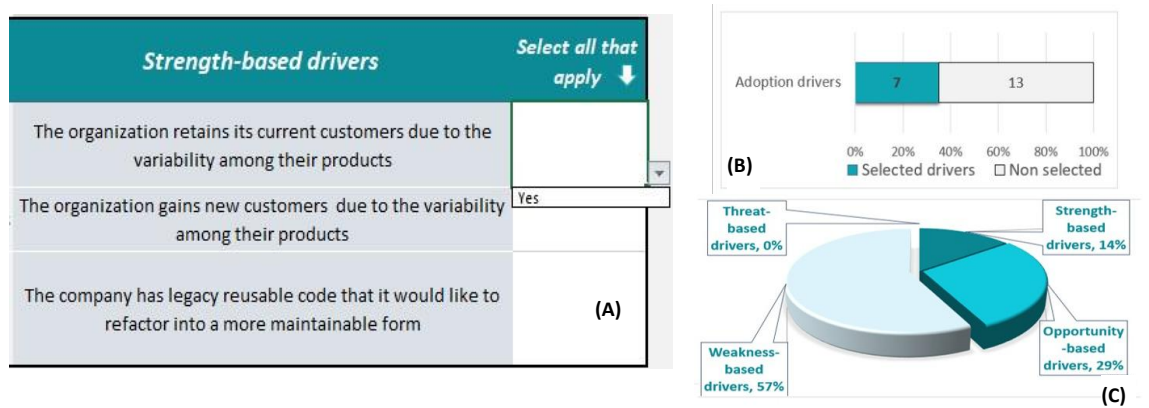 Strength-based drivers
Select all that
apply
The organization retains its current customers due to the
variability among their products
Yes
The organization gains new customers due to the variability
among their products
The company has legacy reusable code that it would like to
refactor into a more maintainable form
(A)
Adoption drivers
7
13
0% 20% 40% 60% 80% 100%
Selected drivers Non selected
(B)
Threat-
based
drivers, 0%
Strength-
based
drivers, 14%
Opportunity
-based
drivers, 29%
Weakness-
based
drivers, 57%
(C)